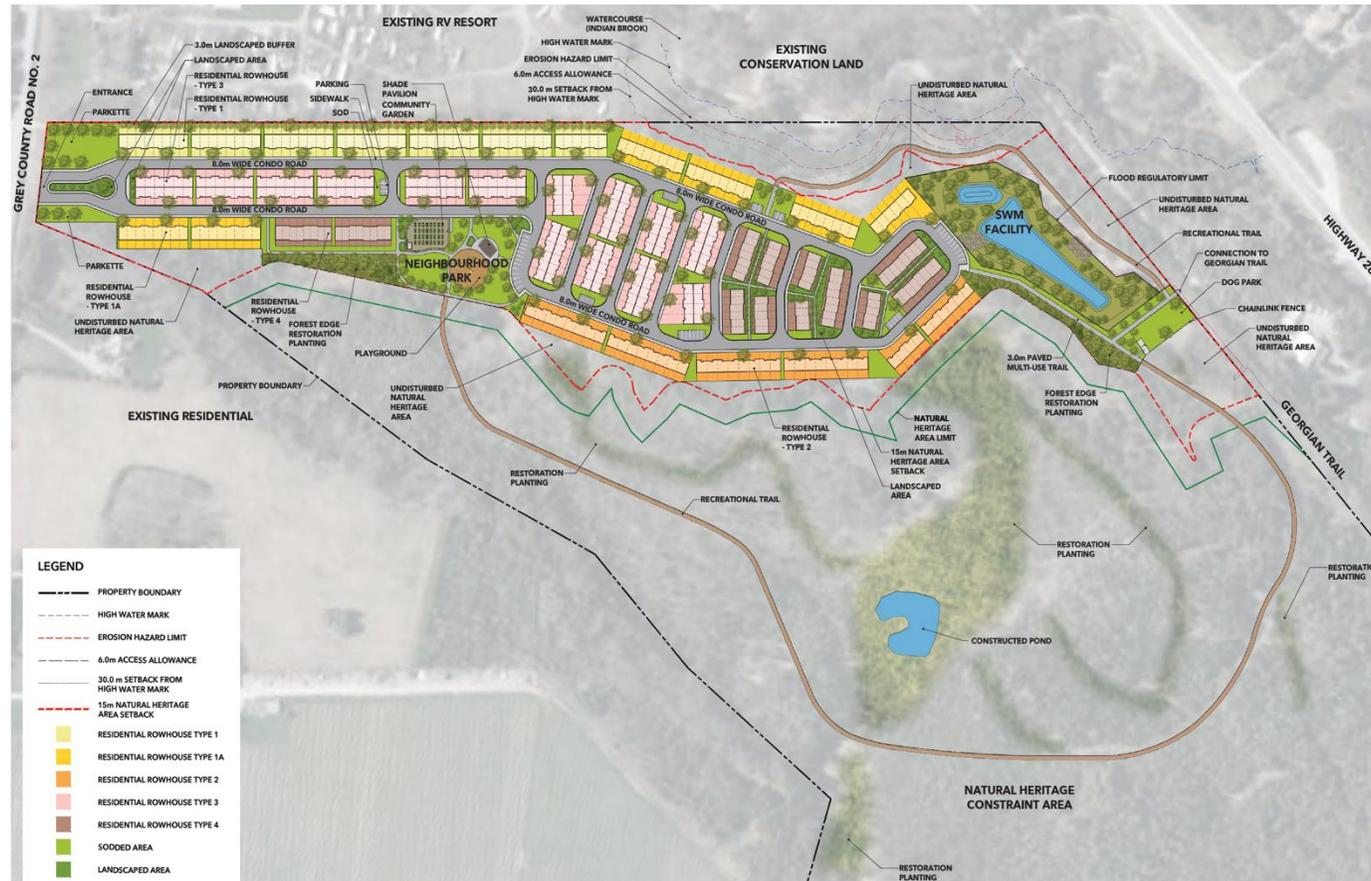 EXISTING RV RESORT
WATERCOURSE
(INDIAN BROOK)
HIGH WATER MARK
EROSION HAZARD LIMIT
6.0m ACCESS ALLOWANCE
30.0 m SETBACK FROM
HIGH WATER MARK
EXISTING
CONSERVATION LAND
UNDISTURBED NATURAL
HERITAGE AREA
GREY COUNTY ROAD NO. 2
3.0m LANDSCAPED BUFFER
LANDSCAPED AREA
RESIDENTIAL ROWHOUSE
- TYPE 3
RESIDENTIAL ROWHOUSE
- TYPE 1
ENTRANCE
PARKETTE
PARKING
SIDEWALK
SOD
SHADE
PAVILION
COMMUNITY
GARDEN
8.0m WIDE CONDO ROAD
8.0m WIDE CONDO ROAD
8.0m WIDE CONDO ROAD
8.0m WIDE CONDO ROAD
NEIGHBOURHOOD
PARK
SWM
FACILITY
FLOOD REGULATORY LIMIT
UNDISTURBED NATURAL
HERITAGE AREA
RECREATIONAL TRAIL
CONNECTION TO
GEORGIAN TRAIL
DOG PARK
CHAINLINK FENCE
UNDISTURBED
NATURAL
HERITAGE AREA
GEORGIAN TRAIL
PARKETTE
RESIDENTIAL
ROWHOUSE
- TYPE 1A
UNDISTURBED NATURAL
HERITAGE AREA
RESIDENTIAL
ROWHOUSE
- TYPE 4
FOREST EDGE
RESTORATION
PLANTING
PLAYGROUND
PROPERTY BOUNDARY
UNDISTURBED
NATURAL
HERITAGE
AREA
EXISTING RESIDENTIAL
RESTORATION
PLANTING
RECREATIONAL TRAIL
RESIDENTIAL
ROWHOUSE
- TYPE 2
NATURAL
HERITAGE
AREA LIMIT
15m NATURAL
HERITAGE AREA
SETBACK
LANDSCAPED
AREA
3.0m PAVED
MULTI-USE TRAIL
FOREST EDGE
RESTORATION
PLANTING
RESTORATION
PLANTING
PLANTING
CONSTRUCTED POND
NATURAL HERITAGE
CONSTRAINT AREA
RESTORATION
PLANTING
LEGEND
PROPERTY BOUNDARY
HIGH WATER MARK
EROSION HAZARD LIMIT
6.0m ACCESS ALLOWANCE
30.0 m SETBACK FROM
HIGH WATER MARK
15m NATURAL HERITAGE
AREA SETBACK
RESIDENTIAL ROWHOUSE TYPE 1
RESIDENTIAL ROWHOUSE TYPE 1A
RESIDENTIAL ROWHOUSE TYPE 2
RESIDENTIAL ROWHOUSE TYPE 3
RESIDENTIAL ROWHOUSE TYPE 4
SODDED AREA
LANDSCAPED AREA